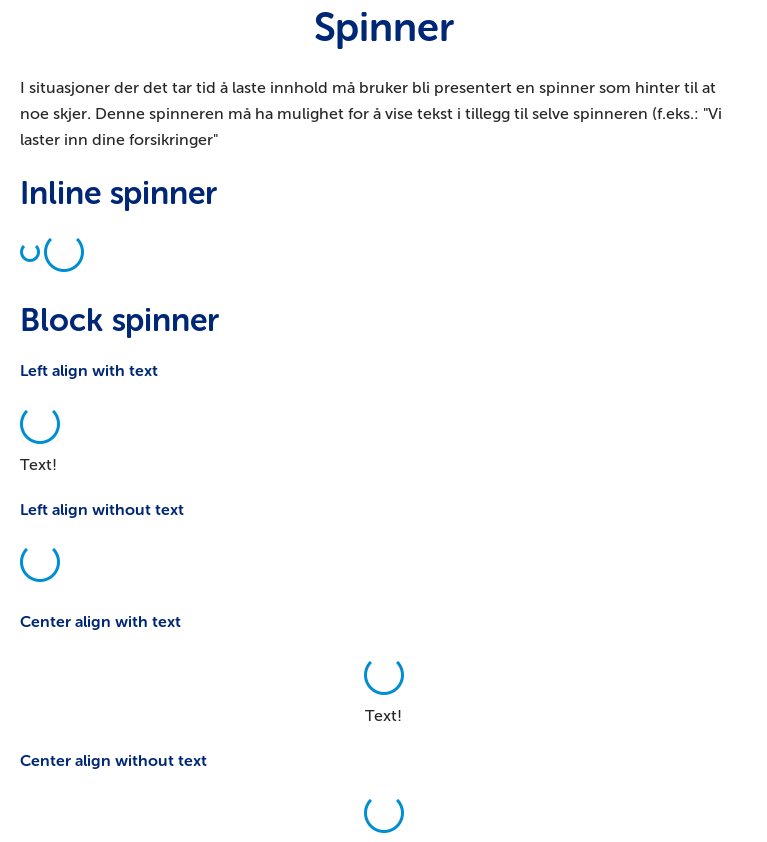 Spinner
I situasjoner der det tar tid å laste innhold må bruker bli presentert en spinner som hinter til at
noe skjer. Denne spinneren må ha mulighet for å vise tekst i tillegg til selve spinneren (f.eks.: "Vi
laster inn dine forsikringer"
Inline spinner
Block spinner
Left align with text
Text!
Left align without text
Center align with text
Text!
Center align without text